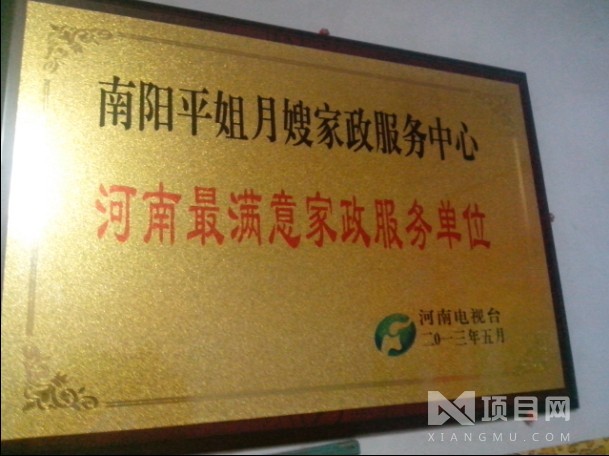 南阳平姐月嫂家政服务中心
河南最满意家政服务单位
河南电视台
二0一三年五月
项目网
XIANGMU.COM